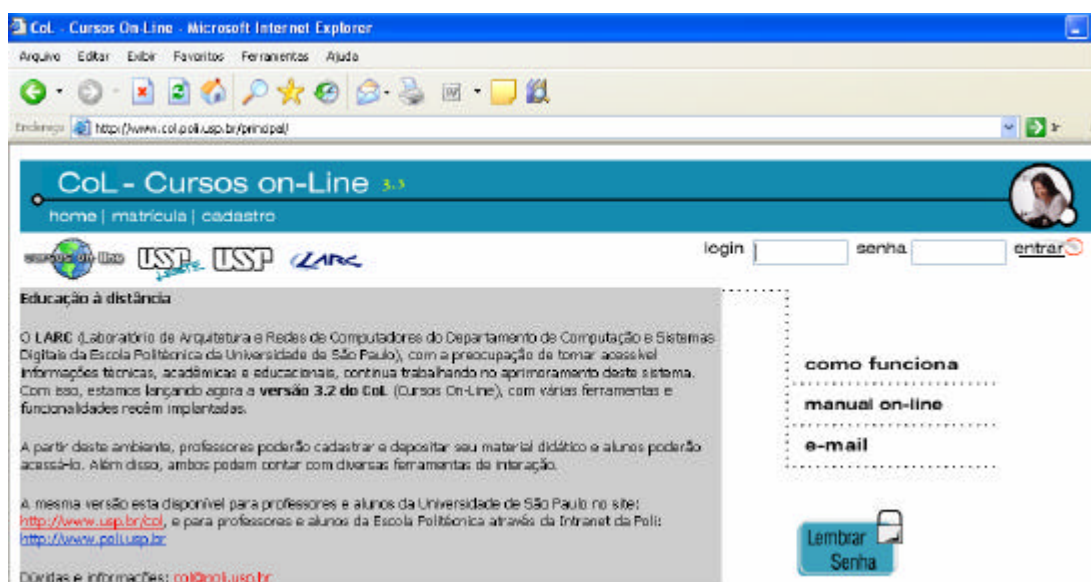 CoL - Cursos On-Line - Microsoft Internet Explorer
Arquivo Editar Exibir Favoritos Ferramentas Ajuda
Endereço http://www.col.poli.usp.br/principal/ Ir
CoL - Cursos on-Line 3.3
home | matrícula | cadastro
cursos on-line USP USP LARC login senha entrar
Educação à distância
O LARC (Laboratório de Arquitetura e Redes de Computadores do Departamento de Computação e Sistemas
Digitais da Escola Politécnica da Universidade de São Paulo), com a preocupação de tornar acessível
informações técnicas, acadêmicas e educacionais, continua trabalhando no aprimoramento deste sistema.
Com isso, estamos lançando agora a versão 3.2 do CoL (Cursos On-Line), com várias ferramentas e
funcionalidades recém implantadas.
A partir deste ambiente, professores poderão cadastrar e depositar seu material didático e alunos poderão
acessá-lo. Além disso, ambos podem contar com diversas ferramentas de interação.
A mesma versão esta disponível para professores e alunos da Universidade de São Paulo no site:
http://www.usp.br/col, e para professores e alunos da Escola Politécnica através da Intranet da Poli:
http://www.poli.usp.br
Dúvidas e informações: col@poli.usp.br
como funciona
manual on-line
e-mail
Lembrar
Senha